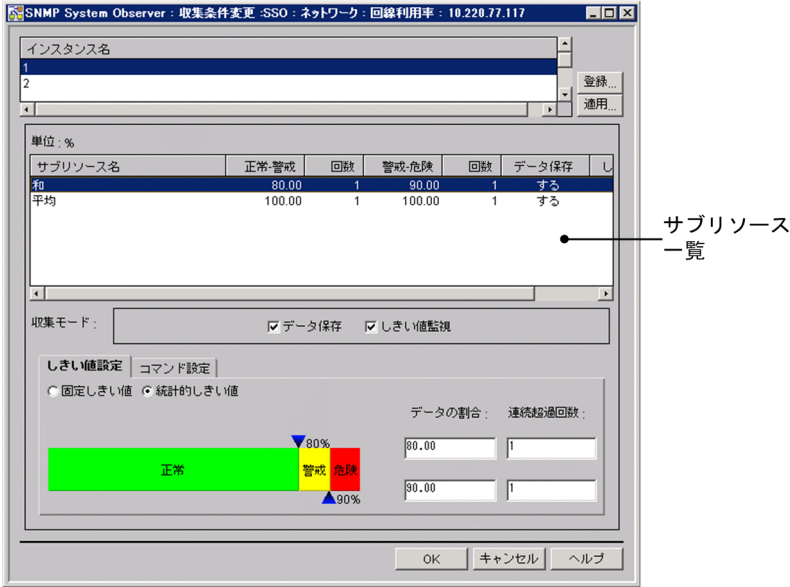 SNMP System Observer : 収集条件変更 :SSO : ネットワーク : 回線利用率 : 10.220.77.117
インスタンス名
1
2
登録...
適用...
単位 : %
サブリソース名 正常-警戒 回数 警戒-危険 回数 データ保存 し
和 80.00 1 90.00 1 する
平均 100.00 1 100.00 1 する
サブリソース
一覧
収集モード : データ保存 しきい値監視
しきい値設定 コマンド設定
固定しきい値 統計的しきい値
データの割合 : 連続超過回数 :
80% 80.00 1
正常 警戒 危険
90% 90.00 1
OK キャンセル ヘルプ